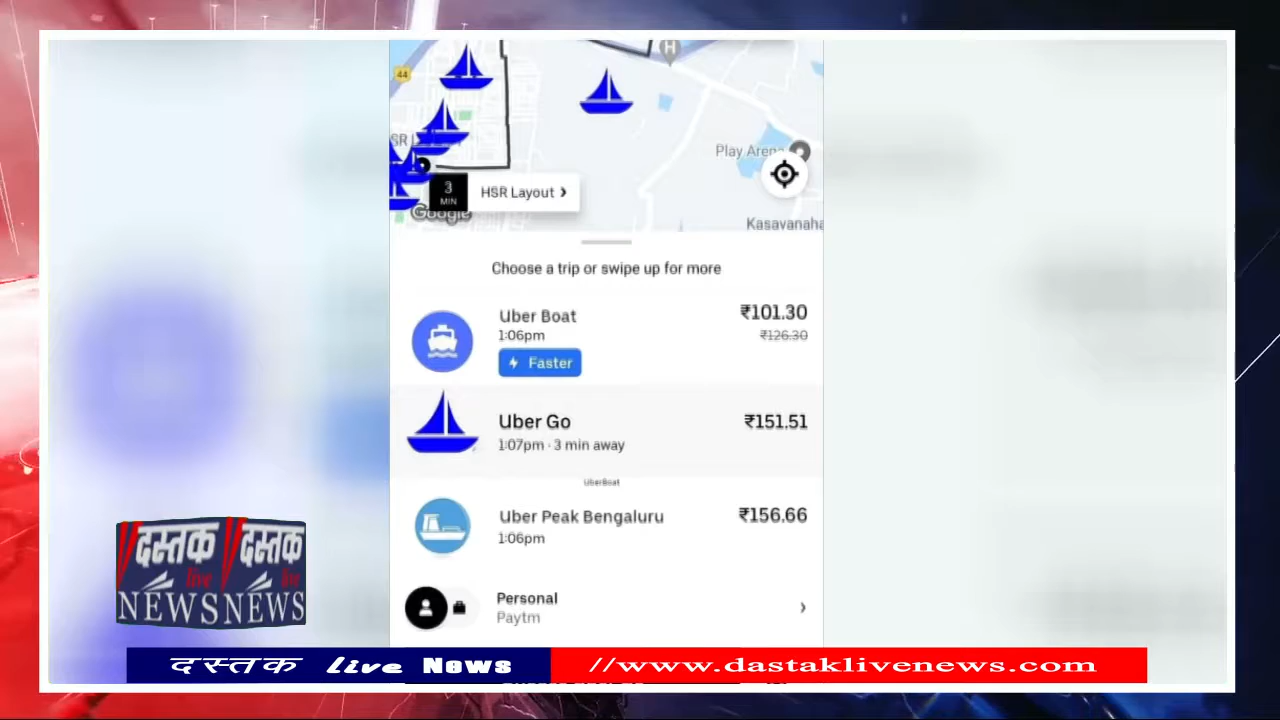 44
H
Play Arena
3
MIN
HSR Layout
Google
Kasavanaha
Choose a trip or swipe up for more
Uber Boat
₹101.30
1:06pm
₹126.30
Faster
Uber Go
₹151.51
1:07pm · 3 min away
UberBoat
Uber Peak Bengaluru
₹156.66
1:06pm
Personal
Paytm
दस्तक दस्तक
live live
NEWS NEWS
दस्तक live News
//www.dastaklivenews.com